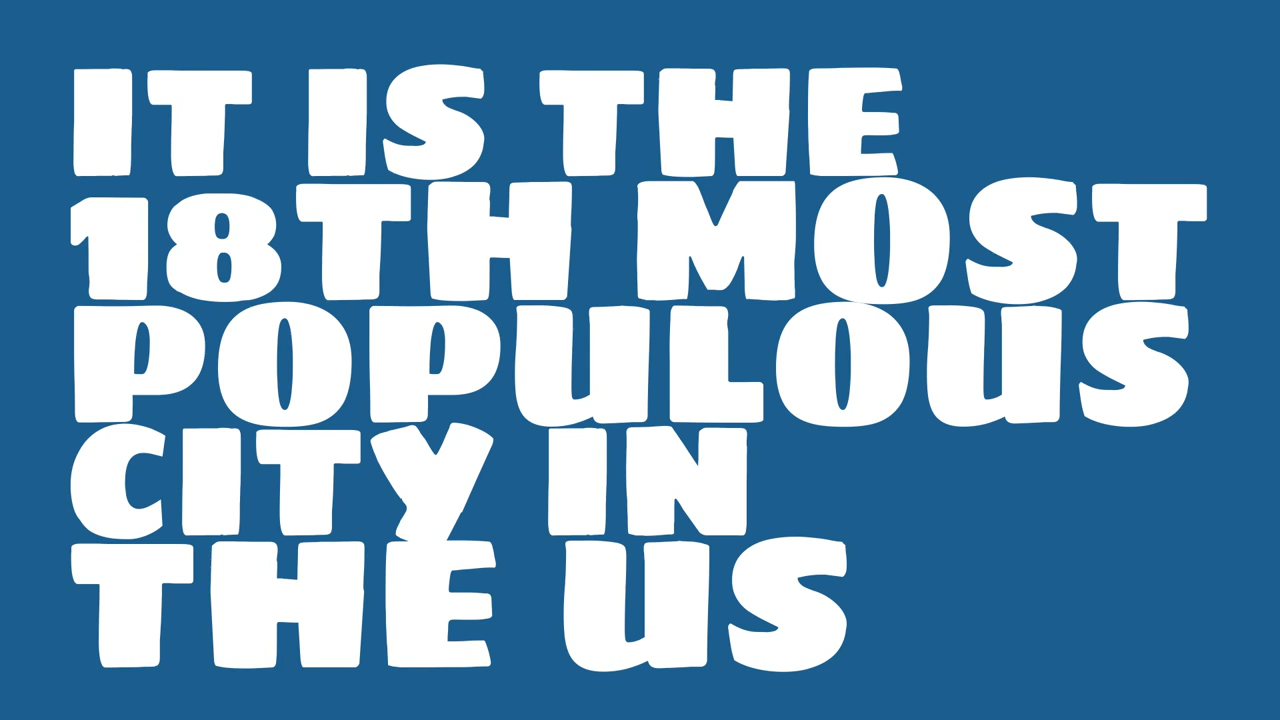 IT IS THE
18TH MOST
POPULOUS
CITY IN
THE US